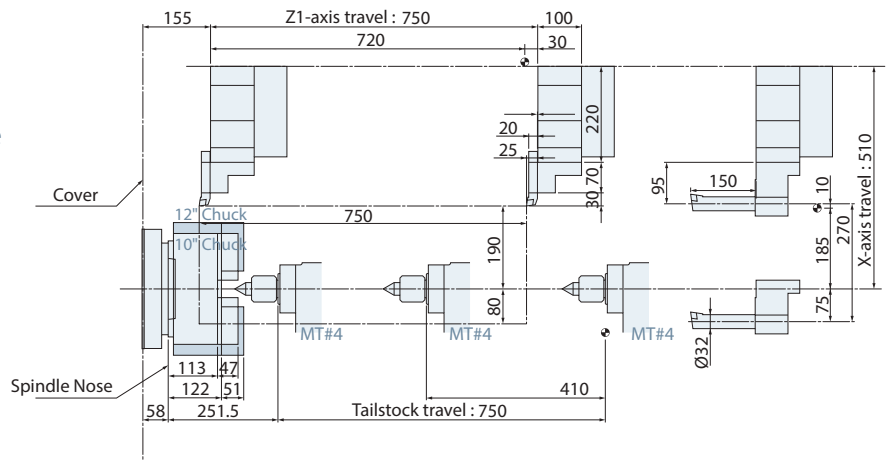 155
Z1-axis travel : 750
100
720
30
20
25
220
70
30
Cover
12" Chuck
10" Chuck
750
190
80
MT#4
MT#4
MT#4
95
150
10
185
270
75
X-axis travel : 510
Ø32
Spindle Nose
113
47
122
51
410
58
251.5
Tailstock travel : 750